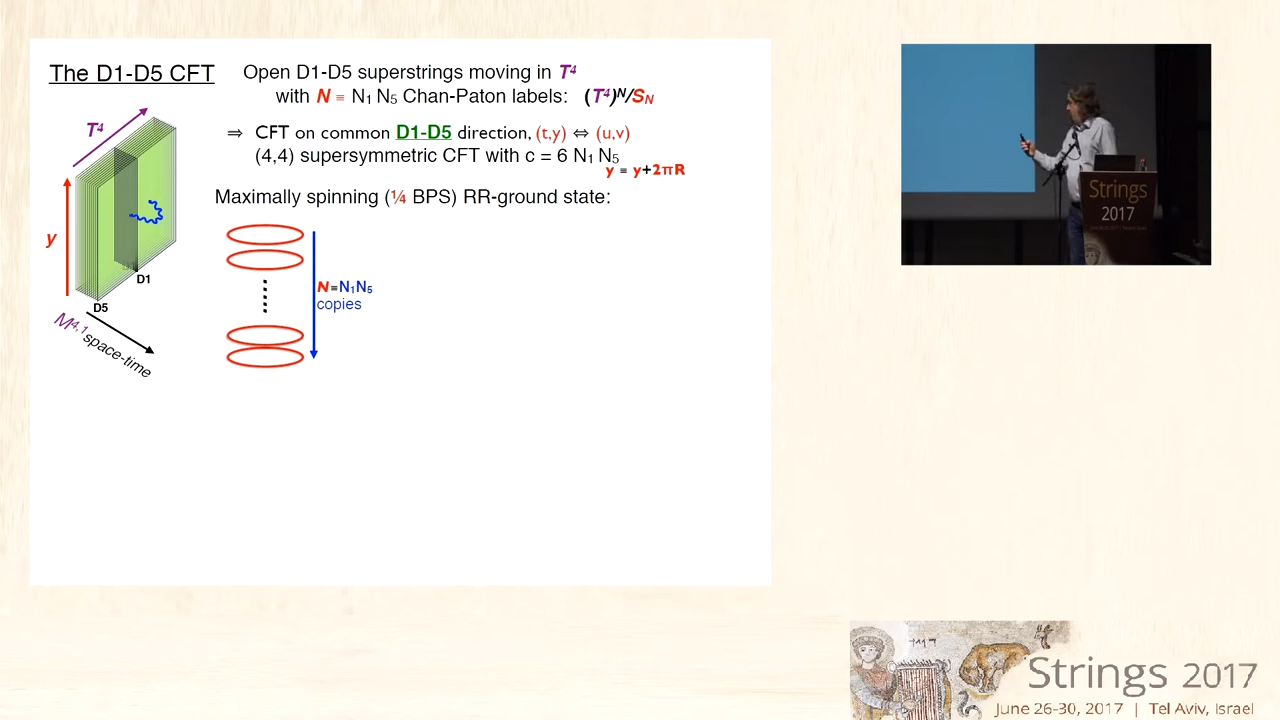 The D1-D5 CFT
Open D1-D5 superstrings moving in T⁴
with N ≡ N₁ N₅ Chan-Paton labels: (T⁴)ᴺ/S_N
⇒ CFT on common D1-D5 direction, (t,y) ⇔ (u,v)
(4,4) supersymmetric CFT with c = 6 N₁ N₅
y ≡ y+2πR
Maximally spinning (¼ BPS) RR-ground state:
T⁴
y
D1
D5
M⁴·¹ space-time
N=N₁N₅
copies
Strings
2017
Strings 2017
June 26-30, 2017 | Tel Aviv, Israel